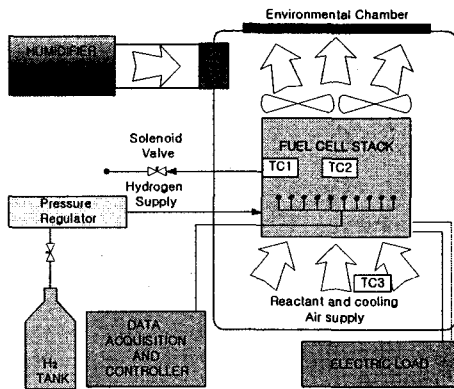 Environmental Chamber
HUMIDIFIER
FUEL CELL STACK
TC1
TC2
Solenoid
Valve
Hydrogen
Supply
Pressure
Regulator
TC3
Reactant and cooling
Air supply
H2
TANK
DATA
ACQUISITION
AND
CONTROLLER
ELECTRIC LOAD